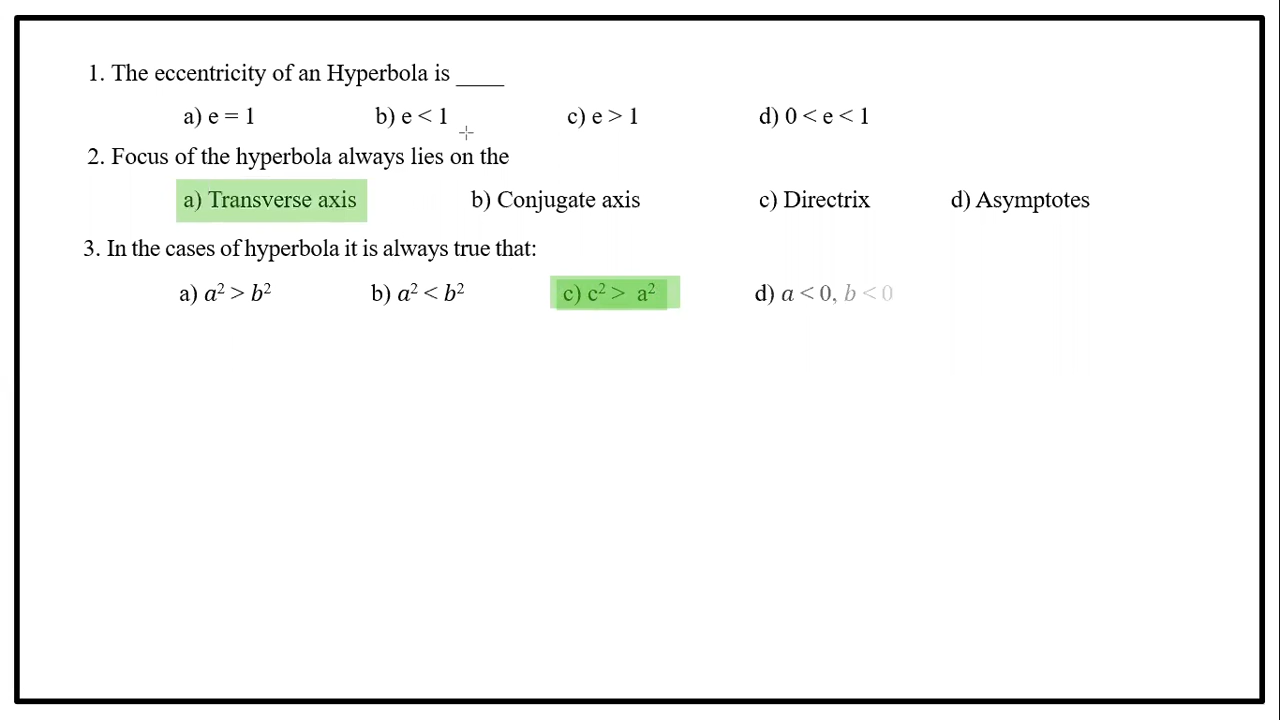 1. The eccentricity of an Hyperbola is ____
a) e = 1 b) e < 1 c) e > 1 d) 0 < e < 1
2. Focus of the hyperbola always lies on the
a) Transverse axis b) Conjugate axis c) Directrix d) Asymptotes
3. In the cases of hyperbola it is always true that:
a) a² > b² b) a² < b² c) c² > a² d) a < 0, b < 0